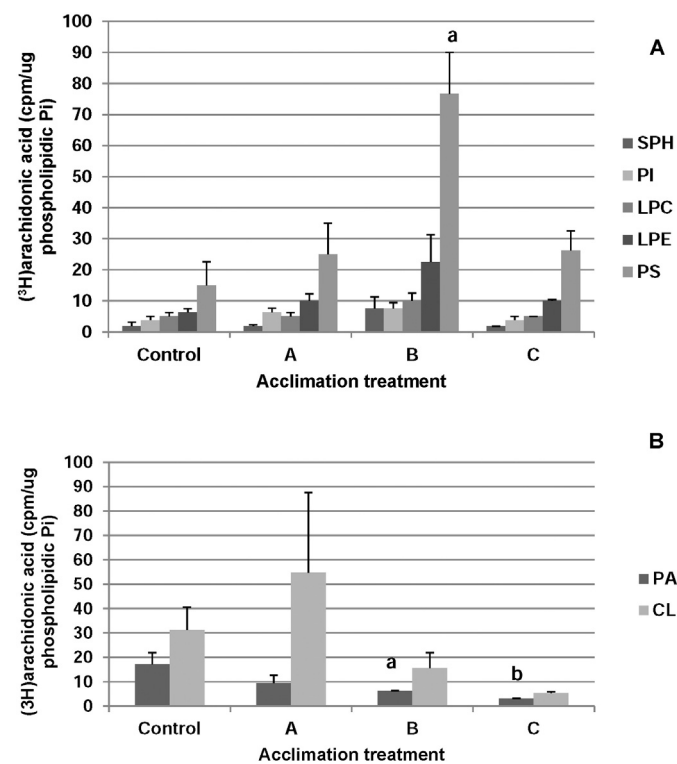 100
90
80
70
60
50
40
30
20
10
0
(³H)arachidonic acid (cpm/ug
phospholipidic Pi)
a
A
SPH
PI
LPC
LPE
PS
Control A B C
Acclimation treatment
B
100
90
80
70
60
50
40
30
20
10
0
(3H)arachidonic acid (cpm/ug
phospholipidic Pi)
a
b
PA
CL
Control A B C
Acclimation treatment